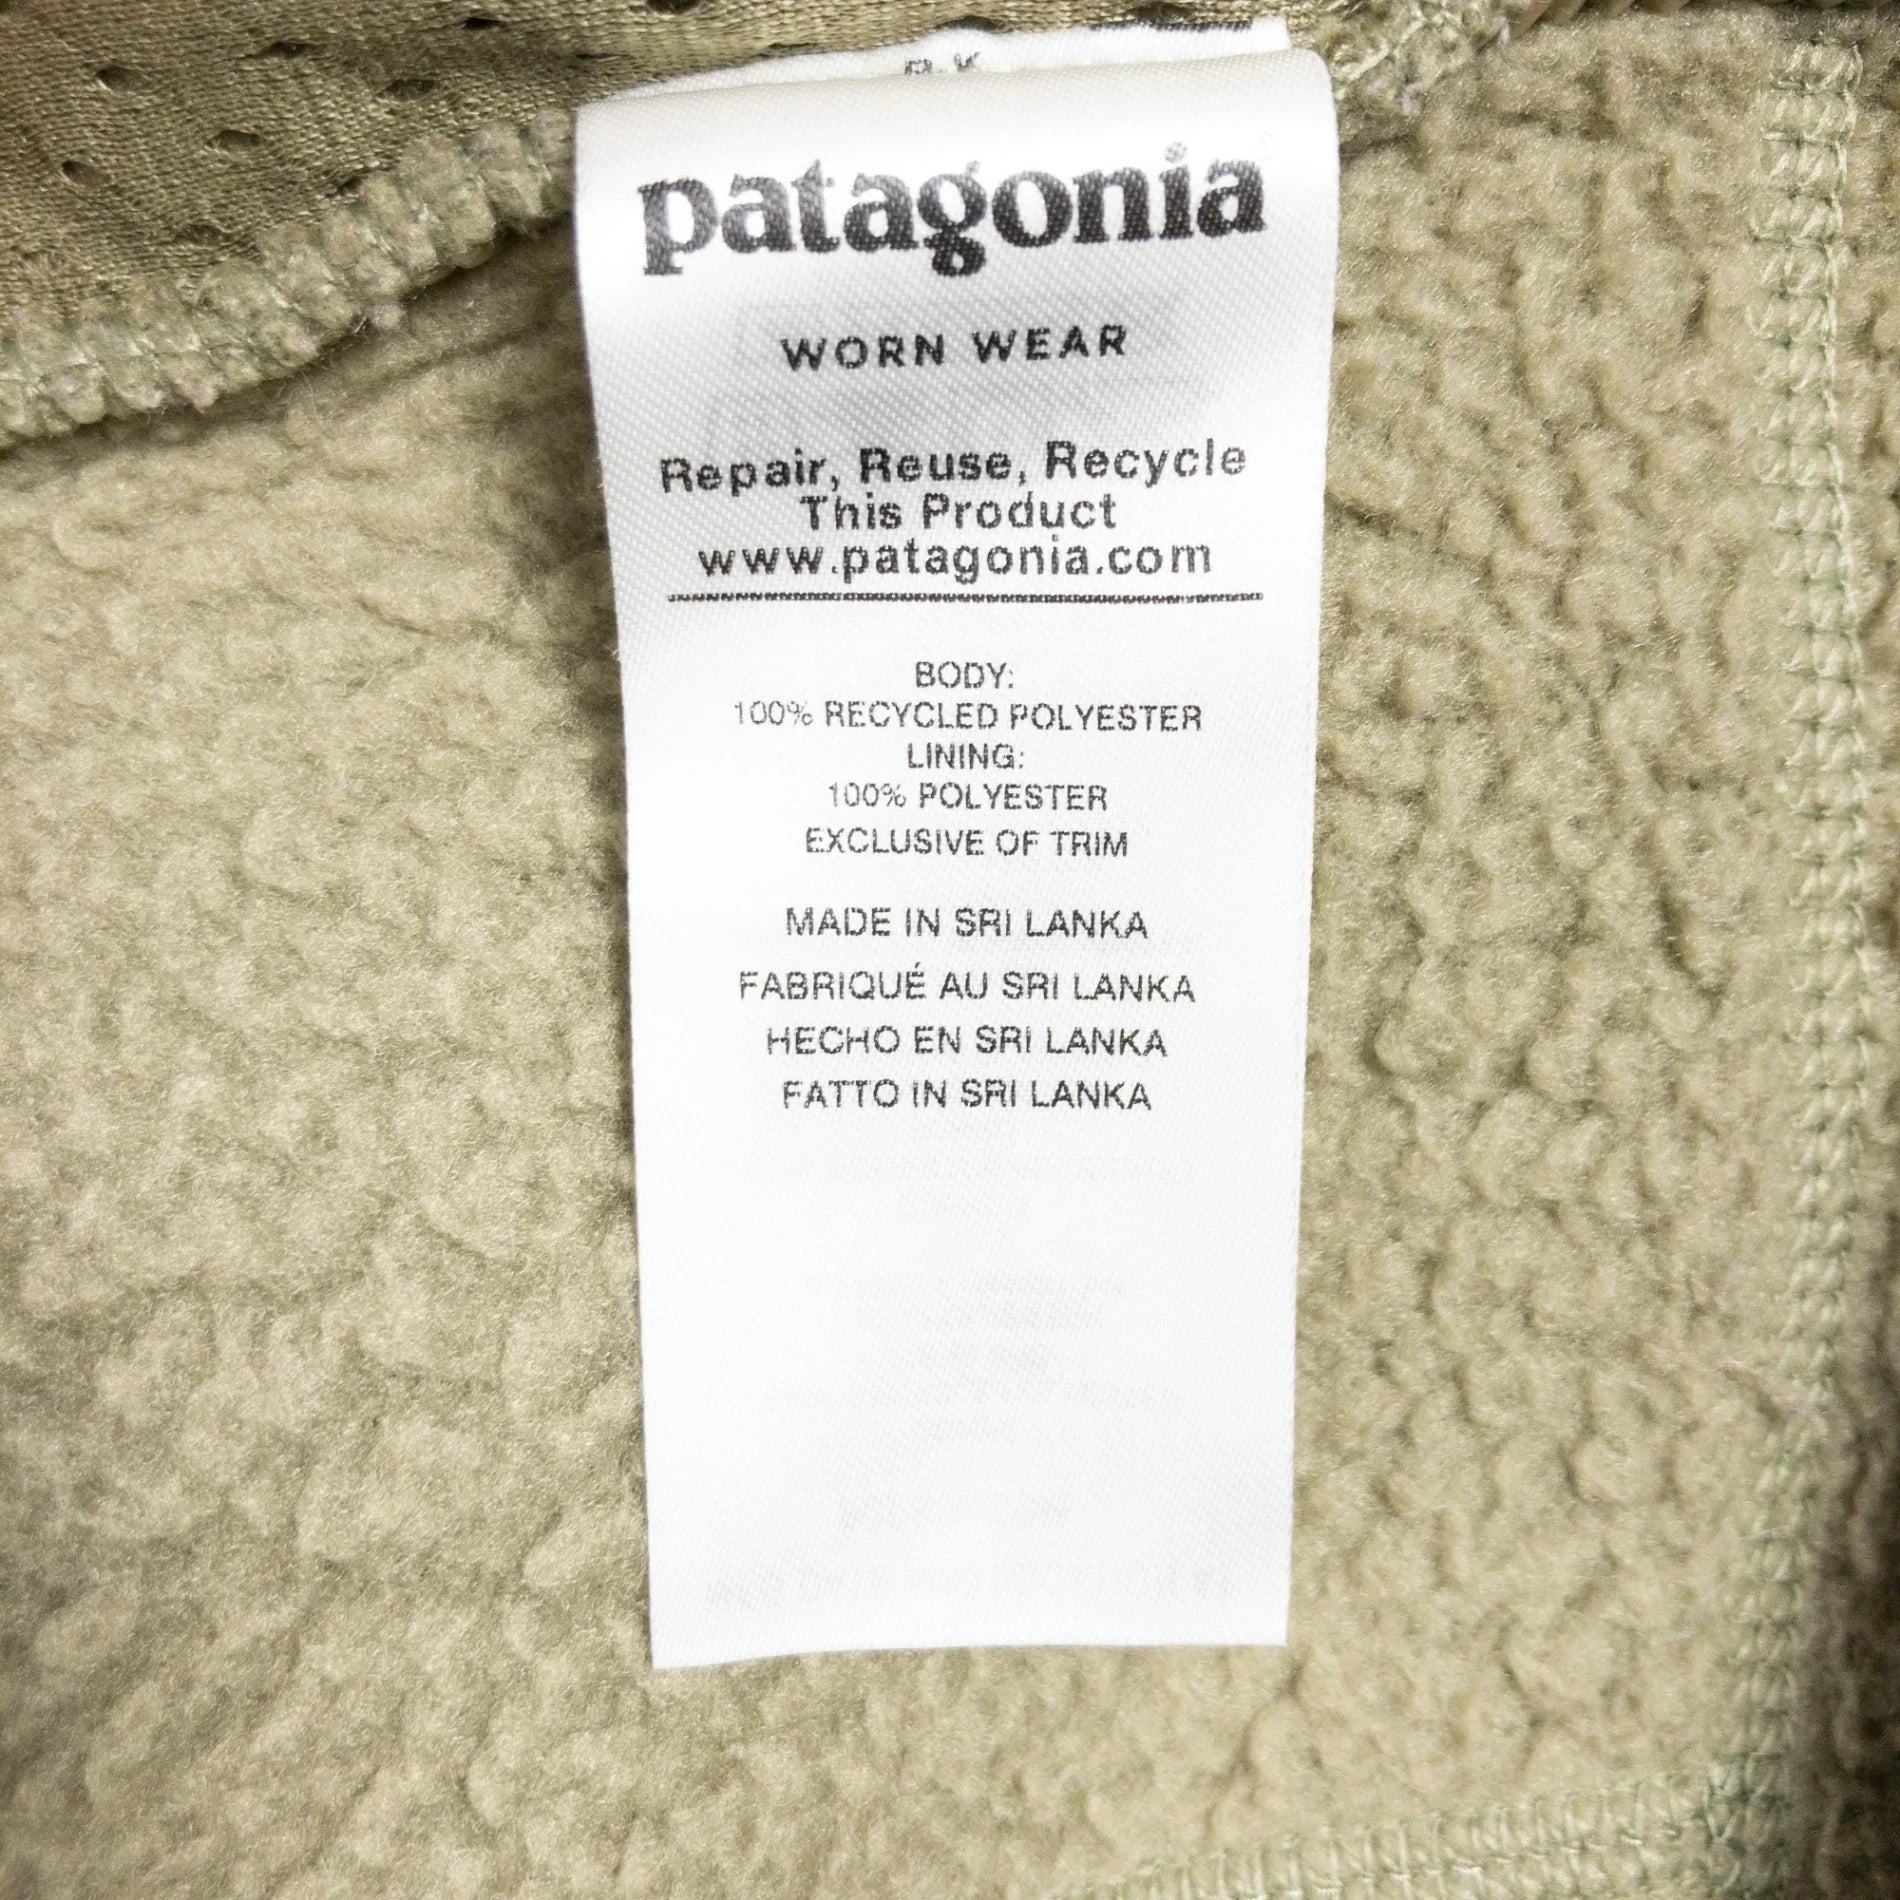 patagonia
WORN WEAR
Repair, Reuse, Recycle
This Product
www.patagonia.com
BODY:
100% RECYCLED POLYESTER
LINING:
100% POLYESTER
EXCLUSIVE OF TRIM
MADE IN SRI LANKA
FABRIQUÉ AU SRI LANKA
HECHO EN SRI LANKA
FATTO IN SRI LANKA